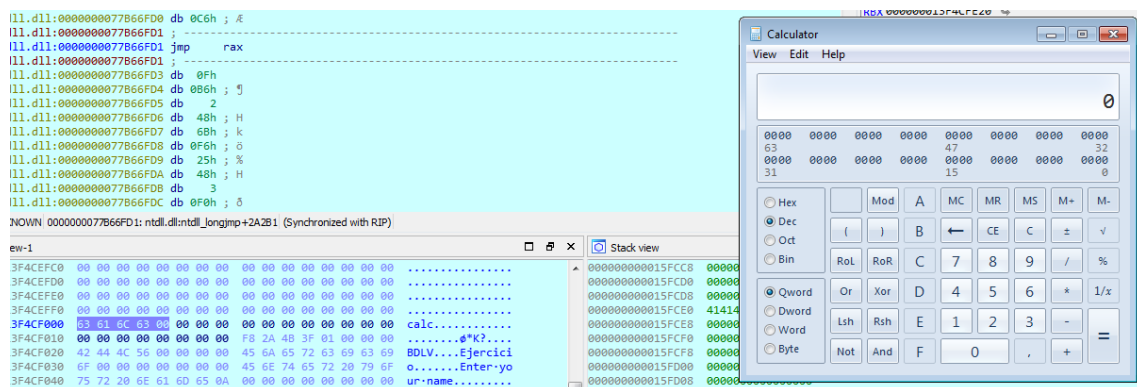 RBX 000000013F4CFE20
ll.dll:0000000077B66FD0 db 0C6h ; Æ
ll.dll:0000000077B66FD1 ; ---------------------------------------------------------------------------
ll.dll:0000000077B66FD1 jmp     rax
ll.dll:0000000077B66FD1 ; ---------------------------------------------------------------------------
ll.dll:0000000077B66FD3 db  0Fh
ll.dll:0000000077B66FD4 db 0B6h ; ¶
ll.dll:0000000077B66FD5 db    2
ll.dll:0000000077B66FD6 db  48h ; H
ll.dll:0000000077B66FD7 db  6Bh ; k
ll.dll:0000000077B66FD8 db 0F6h ; ö
ll.dll:0000000077B66FD9 db  25h ; %
ll.dll:0000000077B66FDA db  48h ; H
ll.dll:0000000077B66FDB db    3
ll.dll:0000000077B66FDC db 0F0h ; ð
NOWN 0000000077B66FD1: ntdll.dll:ntdll_longjmp+2A2B1 (Synchronized with RIP)
ew-1
3F4CEFC0 00 00 00 00 00 00 00 00 00 00 00 00 00 00 00 00 ................
3F4CEFD0 00 00 00 00 00 00 00 00 00 00 00 00 00 00 00 00 ................
3F4CEFE0 00 00 00 00 00 00 00 00 00 00 00 00 00 00 00 00 ................
3F4CEFF0 00 00 00 00 00 00 00 00 00 00 00 00 00 00 00 00 ................
3F4CF000 63 61 6C 63 00 00 00 00 00 00 00 00 00 00 00 00 calc............
3F4CF010 00 00 00 00 00 00 00 00 F8 2A 4B 3F 01 00 00 00 ........ø*K?....
3F4CF020 42 44 4C 56 00 00 00 00 45 6A 65 72 63 69 63 69 BDLV....Ejercici
3F4CF030 6F 00 00 00 00 00 00 00 45 6E 74 65 72 20 79 6F o.......Enter·yo
3F4CF040 75 72 20 6E 61 6D 65 0A 00 00 00 00 00 00 00 00 ur·name.........
Stack view
000000000015FCC8 00000
000000000015FCD0 00000
000000000015FCD8 00000
000000000015FCE0 41414
000000000015FCE8 00000
000000000015FCF0 00000
000000000015FCF8 00000
000000000015FD00 00000
000000000015FD08 00000
Calculator
View Edit Help
0
0000 0000 0000 0000 0000 0000 0000 0000
63 47 32
0000 0000 0000 0000 0000 0000 0000 0000
31 15 0
Hex
Dec
Oct
Bin
Qword
Dword
Word
Byte
Mod A MC MR MS M+ M-
( ) B ← CE C ± √
RoL RoR C 7 8 9 / %
Or Xor D 4 5 6 * 1/x
Lsh Rsh E 1 2 3 - =
Not And F 0 , +